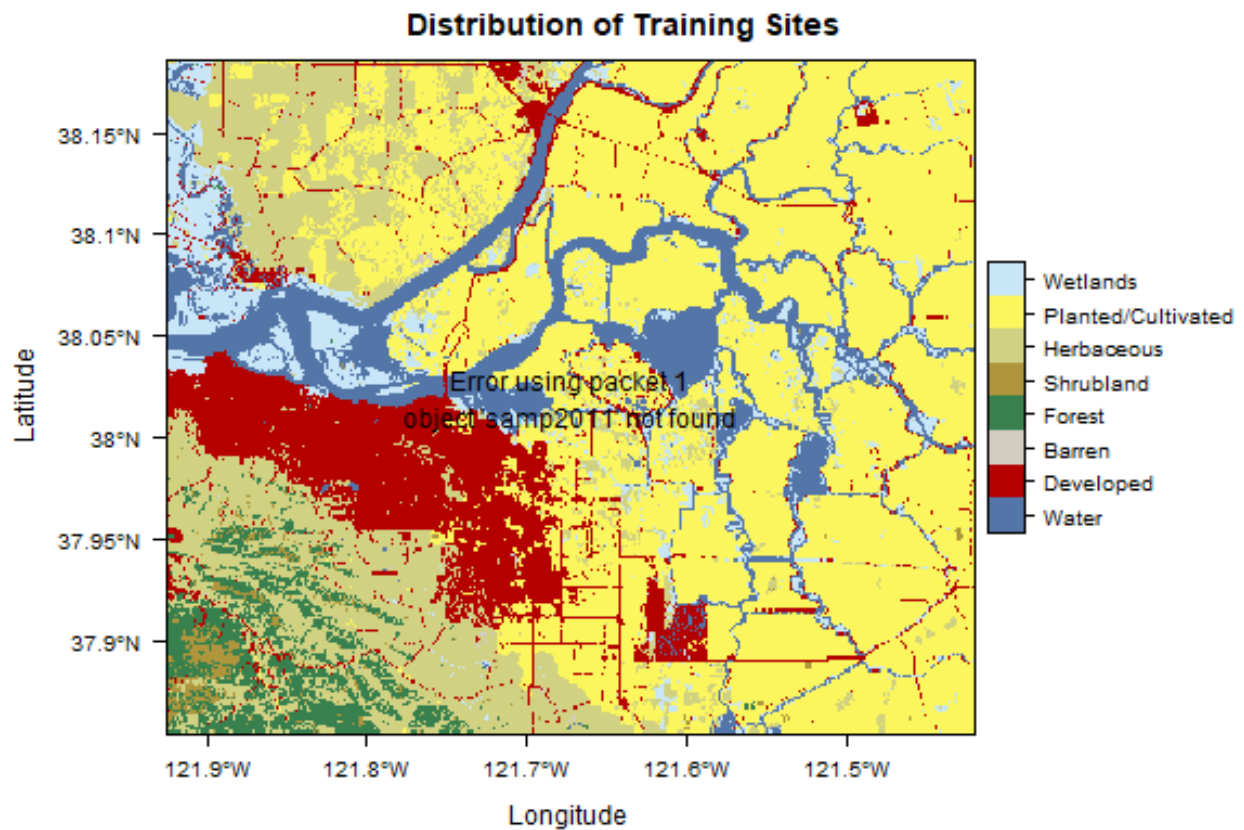 Distribution of Training Sites
Latitude
38.15°N
38.1°N
38.05°N
38°N
37.95°N
37.9°N
Error using packet 1
object 'samp2011' not found
121.9°W
121.8°W
121.7°W
121.6°W
121.5°W
Longitude
Wetlands
Planted/Cultivated
Herbaceous
Shrubland
Forest
Barren
Developed
Water